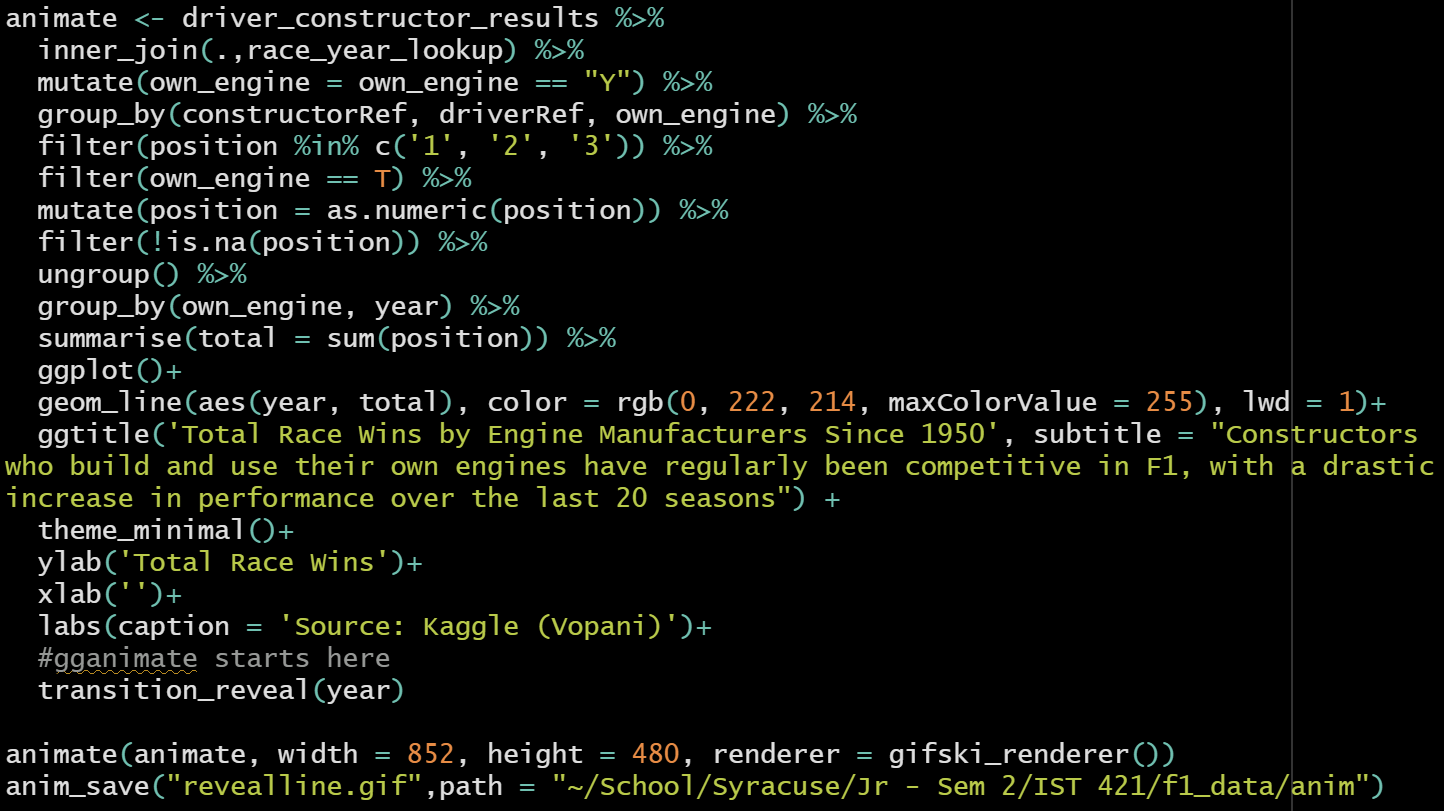 animate <- driver_constructor_results %>%
  inner_join(.,race_year_lookup) %>%
  mutate(own_engine = own_engine == "Y") %>%
  group_by(constructorRef, driverRef, own_engine) %>%
  filter(position %in% c('1', '2', '3')) %>%
  filter(own_engine == T) %>%
  mutate(position = as.numeric(position)) %>%
  filter(!is.na(position)) %>%
  ungroup() %>%
  group_by(own_engine, year) %>%
  summarise(total = sum(position)) %>%
  ggplot()+
  geom_line(aes(year, total), color = rgb(0, 222, 214, maxColorValue = 255), lwd = 1)+
  ggtitle('Total Race Wins by Engine Manufacturers Since 1950', subtitle = "Constructors
who build and use their own engines have regularly been competitive in F1, with a drastic
increase in performance over the last 20 seasons") +
  theme_minimal()+
  ylab('Total Race Wins')+
  xlab('')+
  labs(caption = 'Source: Kaggle (Vopani)')+
  #gganimate starts here
  transition_reveal(year)

animate(animate, width = 852, height = 480, renderer = gifski_renderer())
anim_save("revealline.gif",path = "~/School/Syracuse/Jr - Sem 2/IST 421/f1_data/anim")